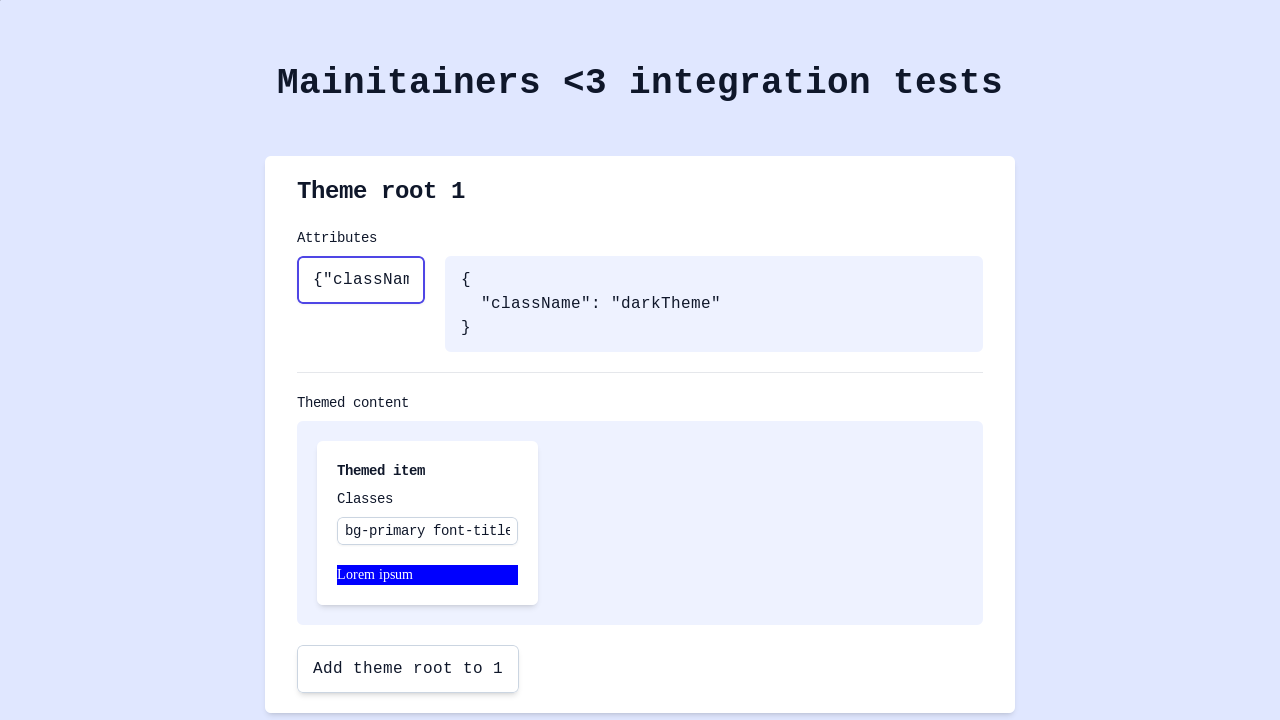 Mainitainers <3 integration tests
Theme root 1
Attributes
{"classNam
{
"className": "darkTheme"
}
Themed content
Themed item
Classes
bg-primary font-title
Lorem ipsum
Add theme root to 1